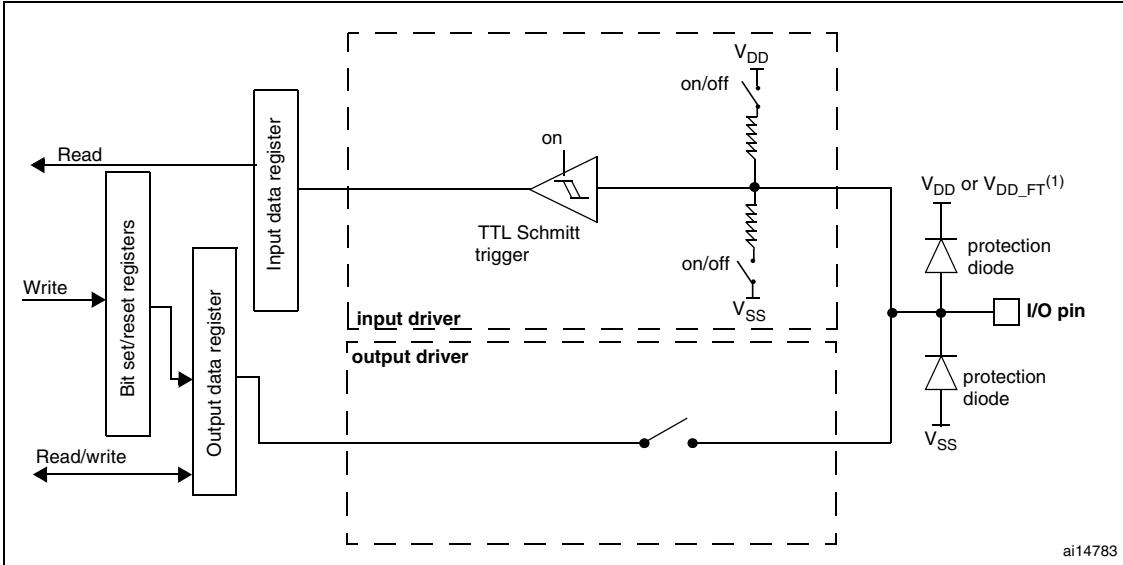 V_DD
on/off
on
Read
Input data register
V_DD or V_DD_FT(1)
TTL Schmitt
trigger
protection
diode
Bit set/reset registers
Write
Output data register
on/off
V_SS
I/O pin
input driver
output driver
protection
diode
V_SS
Read/write
ai14783